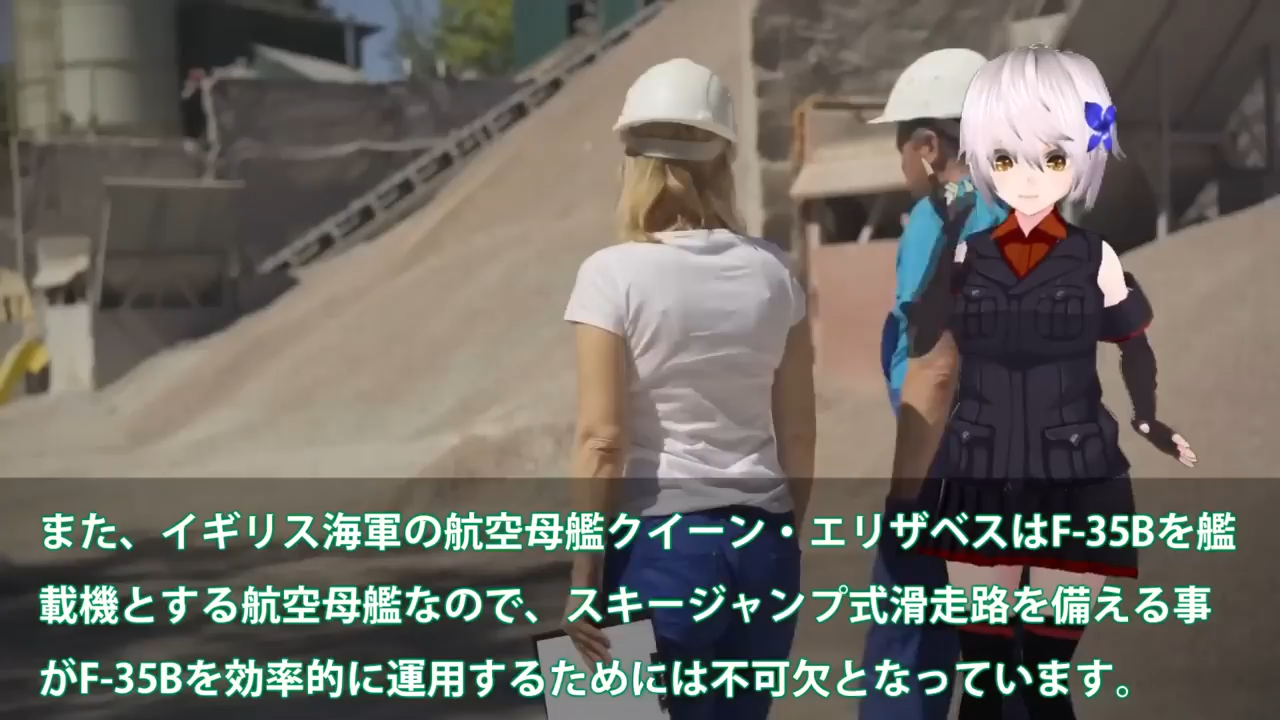 また、イギリス海軍の航空母艦クイーン・エリザベスはF-35Bを艦
載機とする航空母艦なので、スキージャンプ式滑走路を備える事
がF-35Bを効率的に運用するためには不可欠となっています。